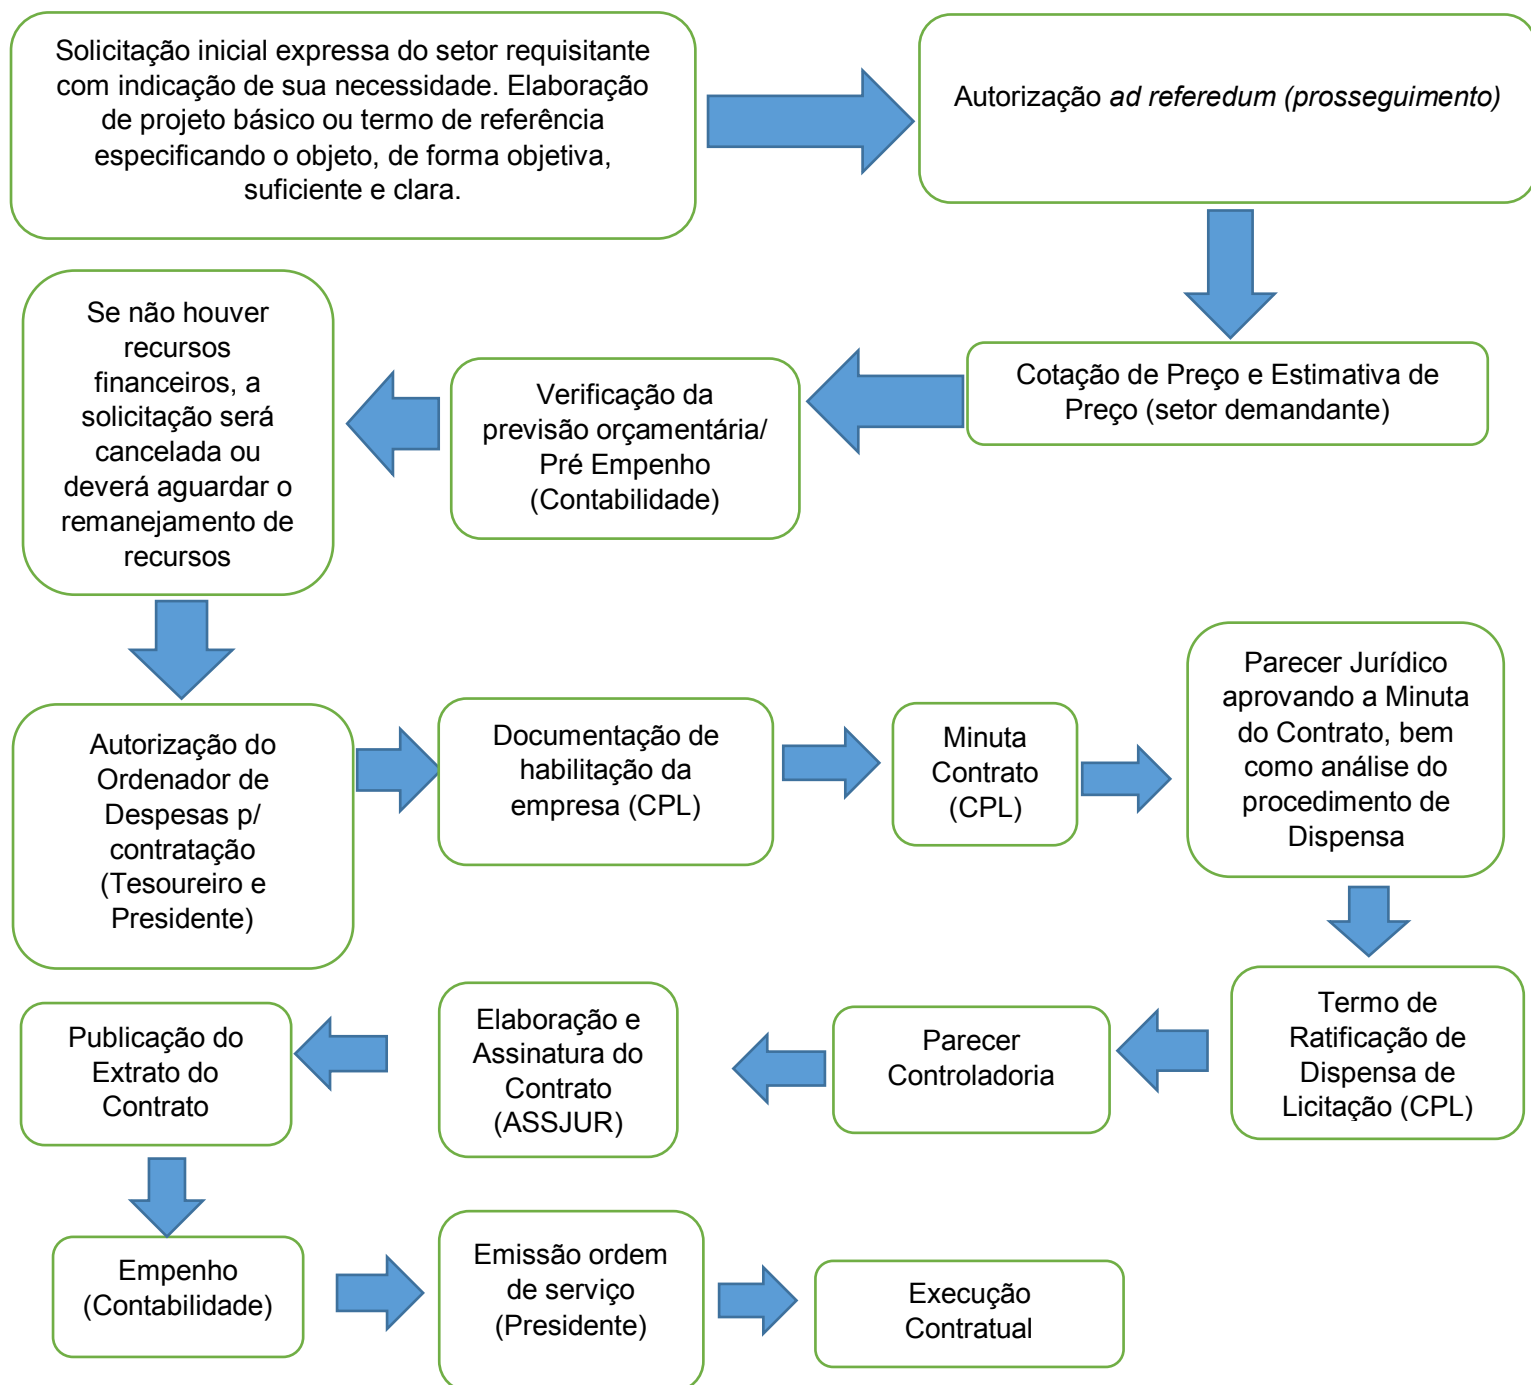 Solicitação inicial expressa do setor requisitante
com indicação de sua necessidade. Elaboração
de projeto básico ou termo de referência
especificando o objeto, de forma objetiva,
suficiente e clara.
Autorização ad referedum (prosseguimento)
Cotação de Preço e Estimativa de
Preço (setor demandante)
Verificação da
previsão orçamentária/
Pré Empenho
(Contabilidade)
Se não houver
recursos
financeiros, a
solicitação será
cancelada ou
deverá aguardar o
remanejamento de
recursos
Autorização do
Ordenador de
Despesas p/
contratação
(Tesoureiro e
Presidente)
Documentação de
habilitação da
empresa (CPL)
Minuta
Contrato
(CPL)
Parecer Jurídico
aprovando a Minuta
do Contrato, bem
como análise do
procedimento de
Dispensa
Termo de
Ratificação de
Dispensa de
Licitação (CPL)
Parecer
Controladoria
Elaboração e
Assinatura do
Contrato
(ASSJUR)
Publicação do
Extrato do
Contrato
Empenho
(Contabilidade)
Emissão ordem
de serviço
(Presidente)
Execução
Contratual